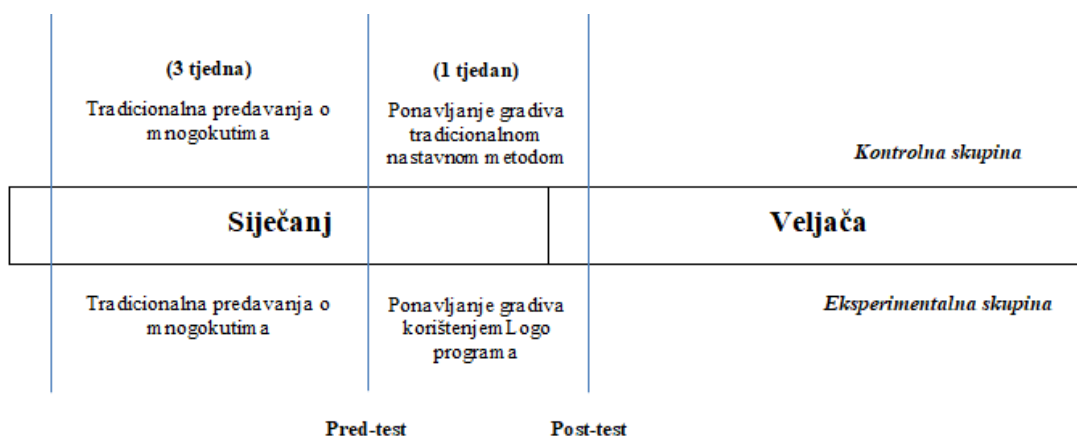 (3 tjedna)
(1 tjedan)
Tradicionalna predavanja o
mnogokutima
Ponavljanje gradiva
tradicionalnom
nastavnom metodom
Kontrolna skupina
Siječanj
Veljača
Tradicionalna predavanja o
mnogokutima
Ponavljanje gradiva
korištenjem Logo
programa
Eksperimentalna skupina
Pred-test
Post-test